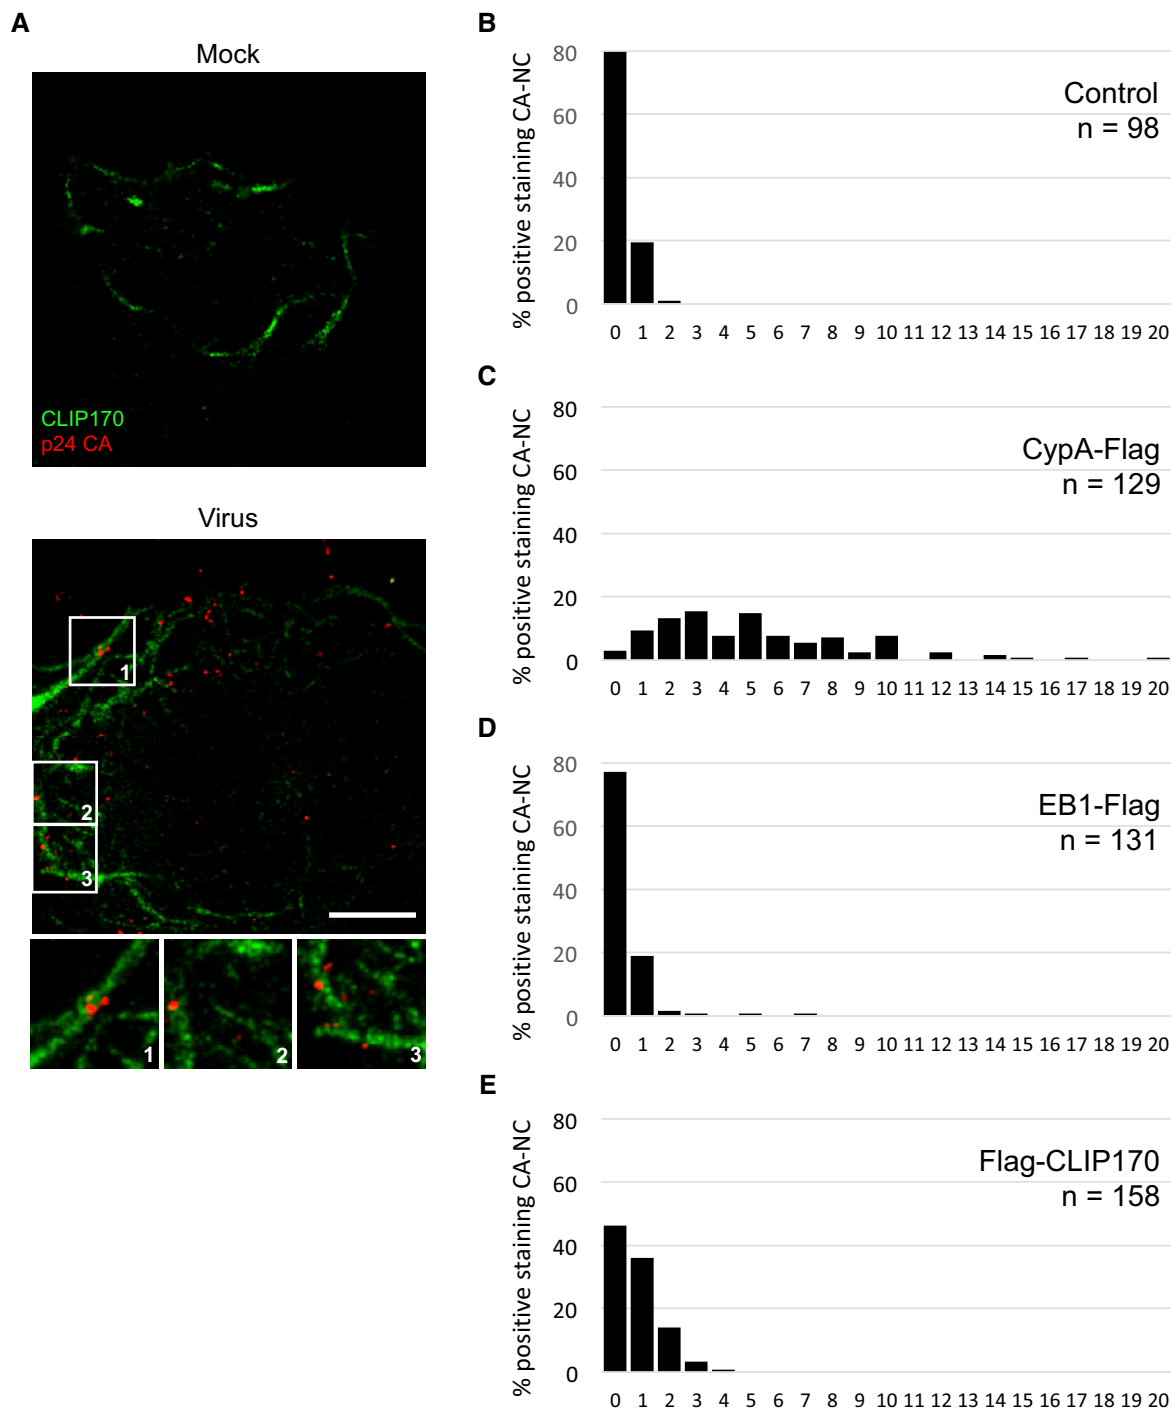 A
Mock
CLIP170
p24 CA
Virus
1
2
3
1
2
3
B
% positive staining CA-NC
80
60
40
20
0
Control
n = 98
0 1 2 3 4 5 6 7 8 9 10 11 12 13 14 15 16 17 18 19 20
C
% positive staining CA-NC
80
60
40
20
0
CypA-Flag
n = 129
0 1 2 3 4 5 6 7 8 9 10 11 12 13 14 15 16 17 18 19 20
D
% positive staining CA-NC
80
60
40
20
0
EB1-Flag
n = 131
0 1 2 3 4 5 6 7 8 9 10 11 12 13 14 15 16 17 18 19 20
E
% positive staining CA-NC
80
60
40
20
0
Flag-CLIP170
n = 158
0 1 2 3 4 5 6 7 8 9 10 11 12 13 14 15 16 17 18 19 20